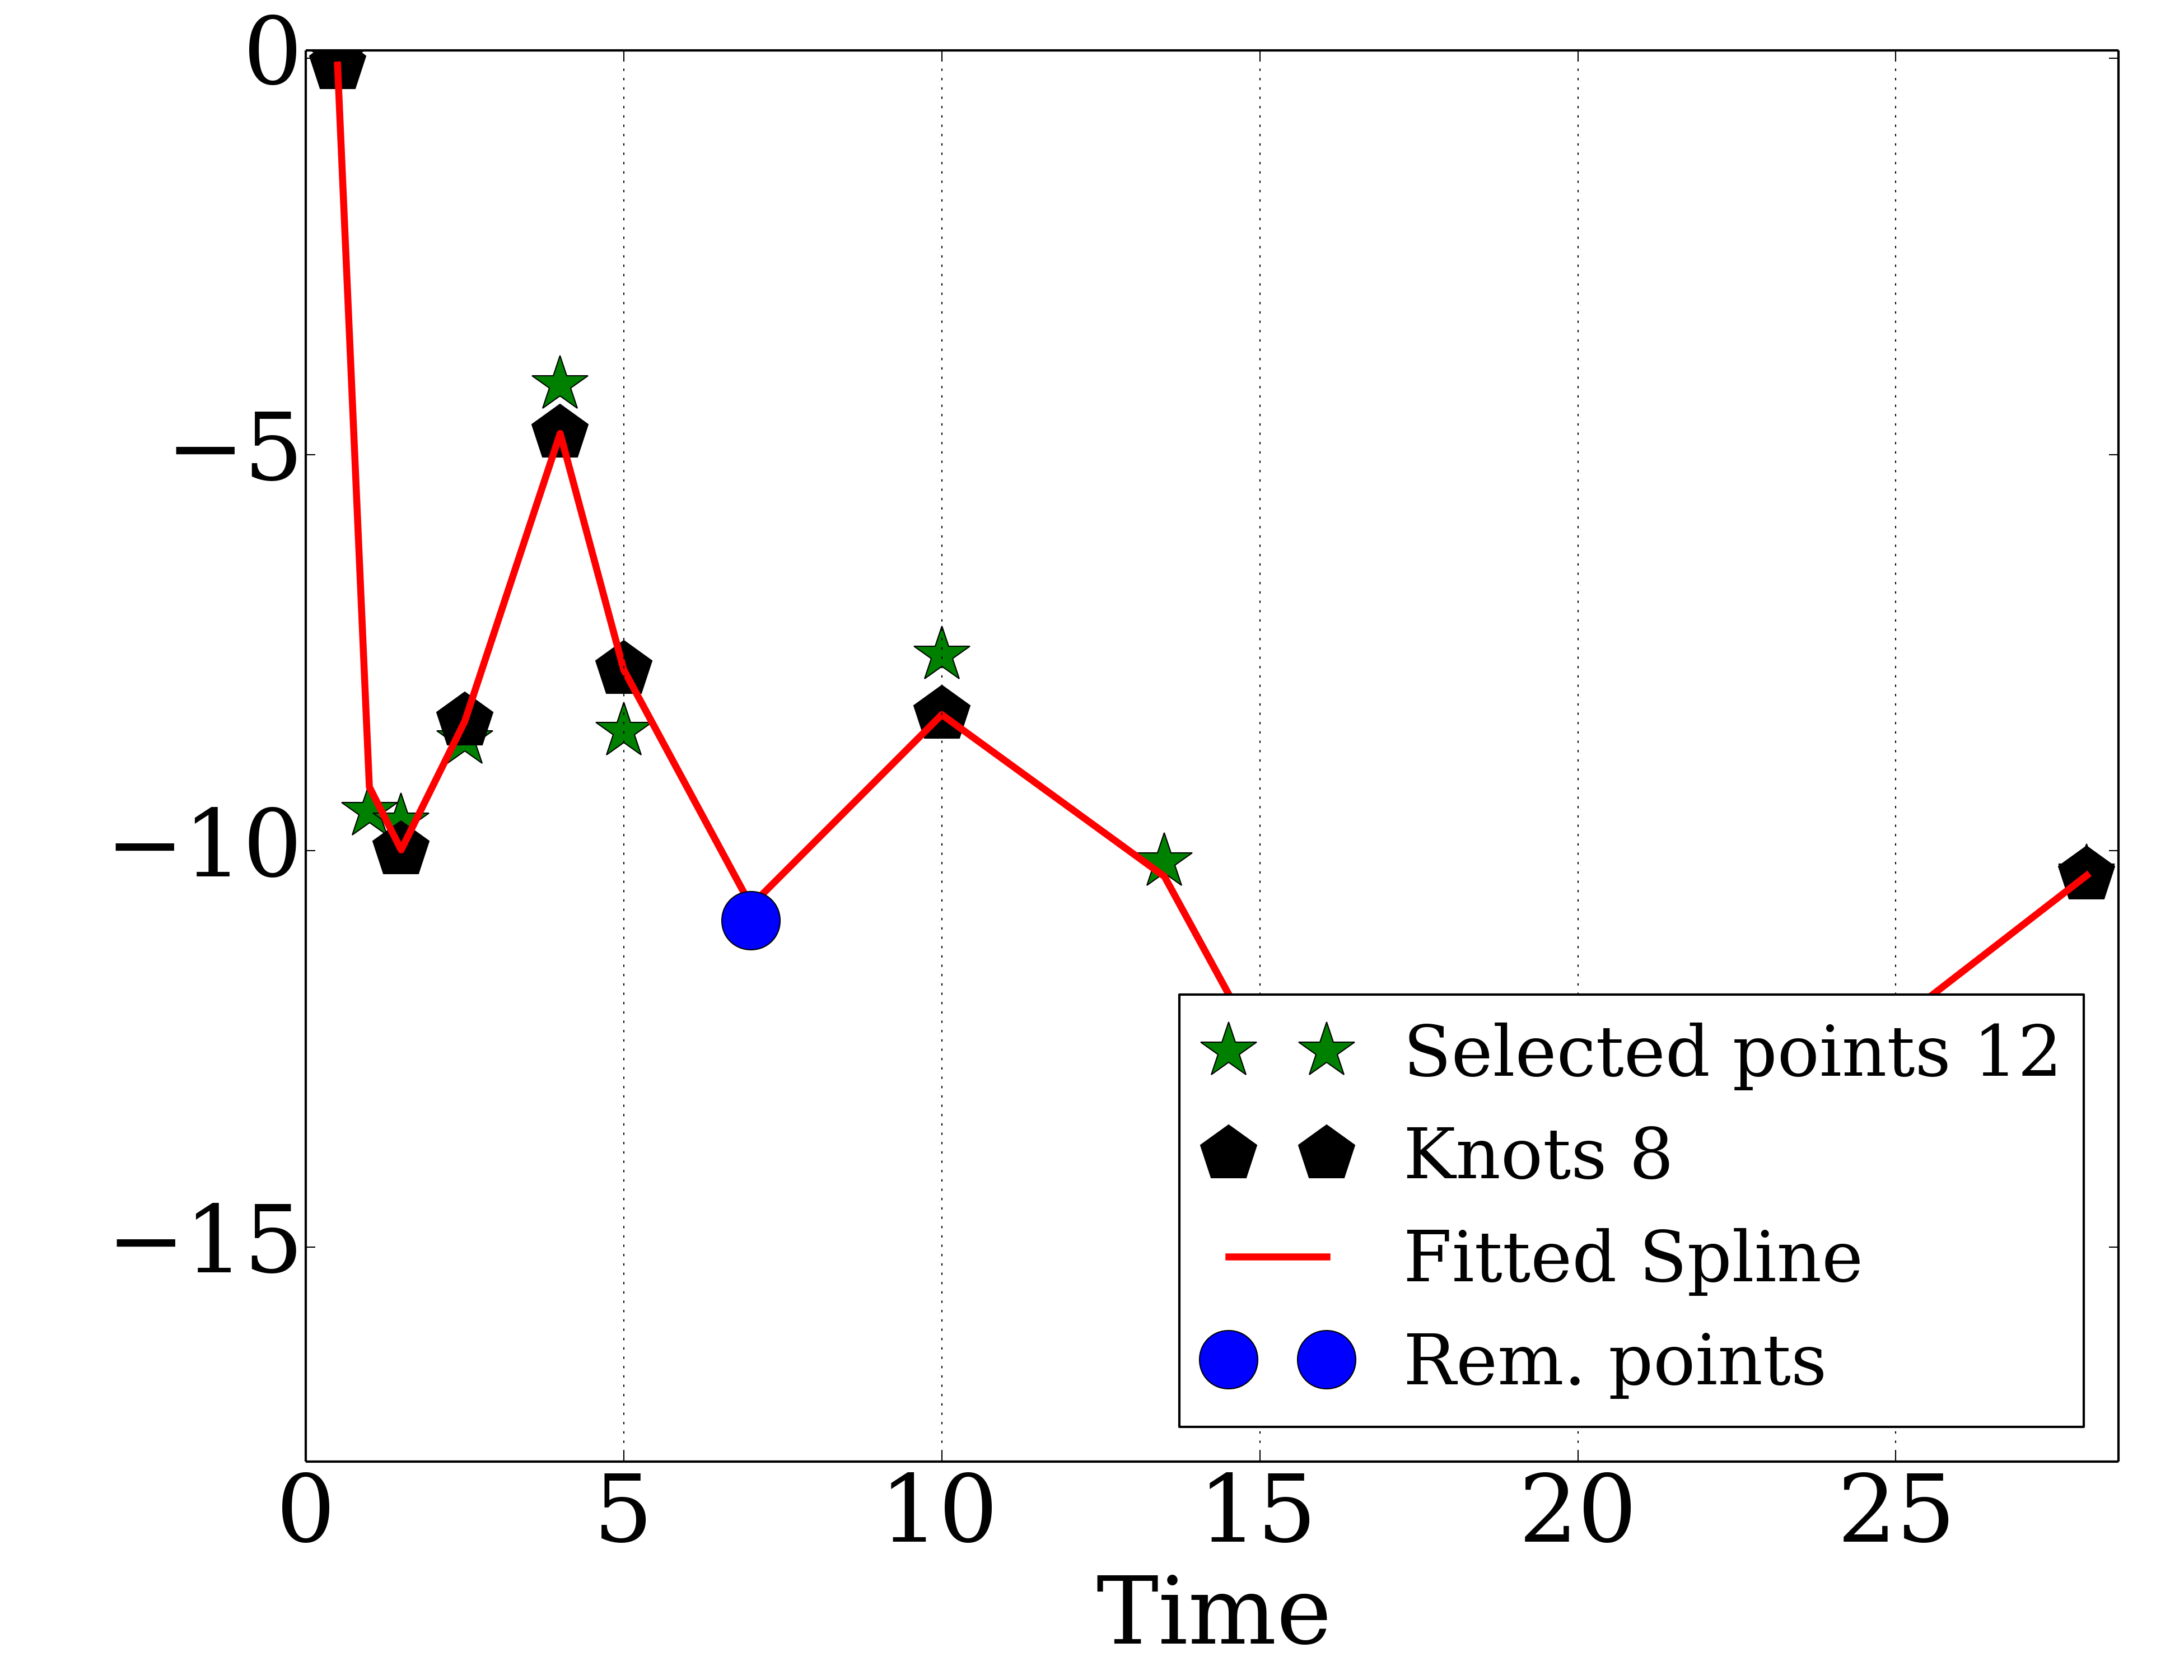 0
−5
−10
−15
0 5 10 15 20 25
Time
Selected points 12
Knots 8
Fitted Spline
Rem. points